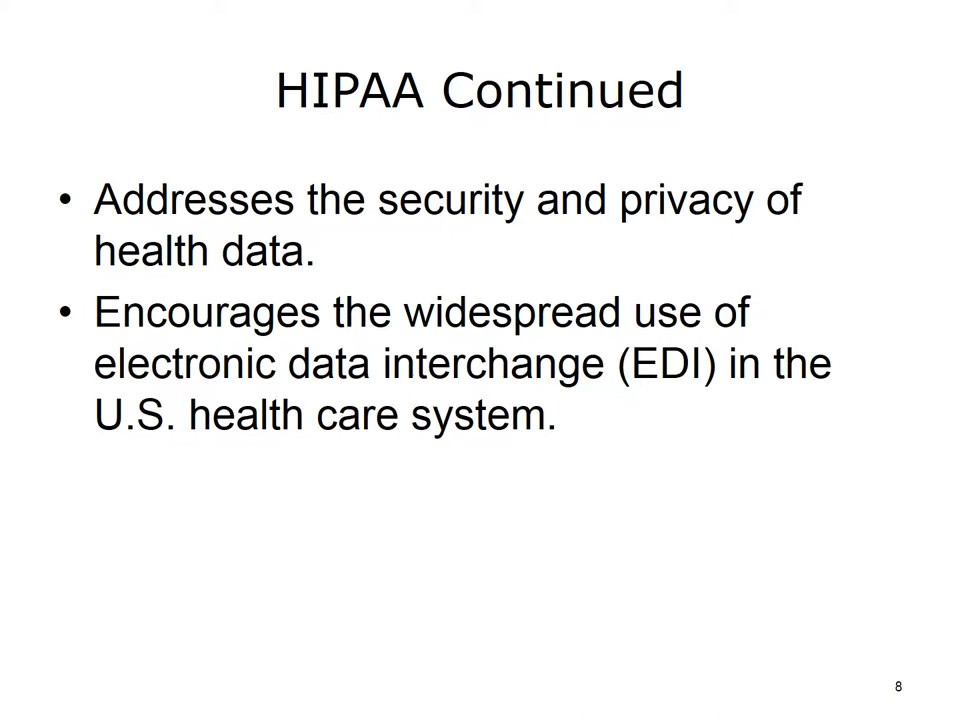 HIPAA Continued
• Addresses the security and privacy of
health data.
• Encourages the widespread use of
electronic data interchange (EDI) in the
U.S. health care system.
8